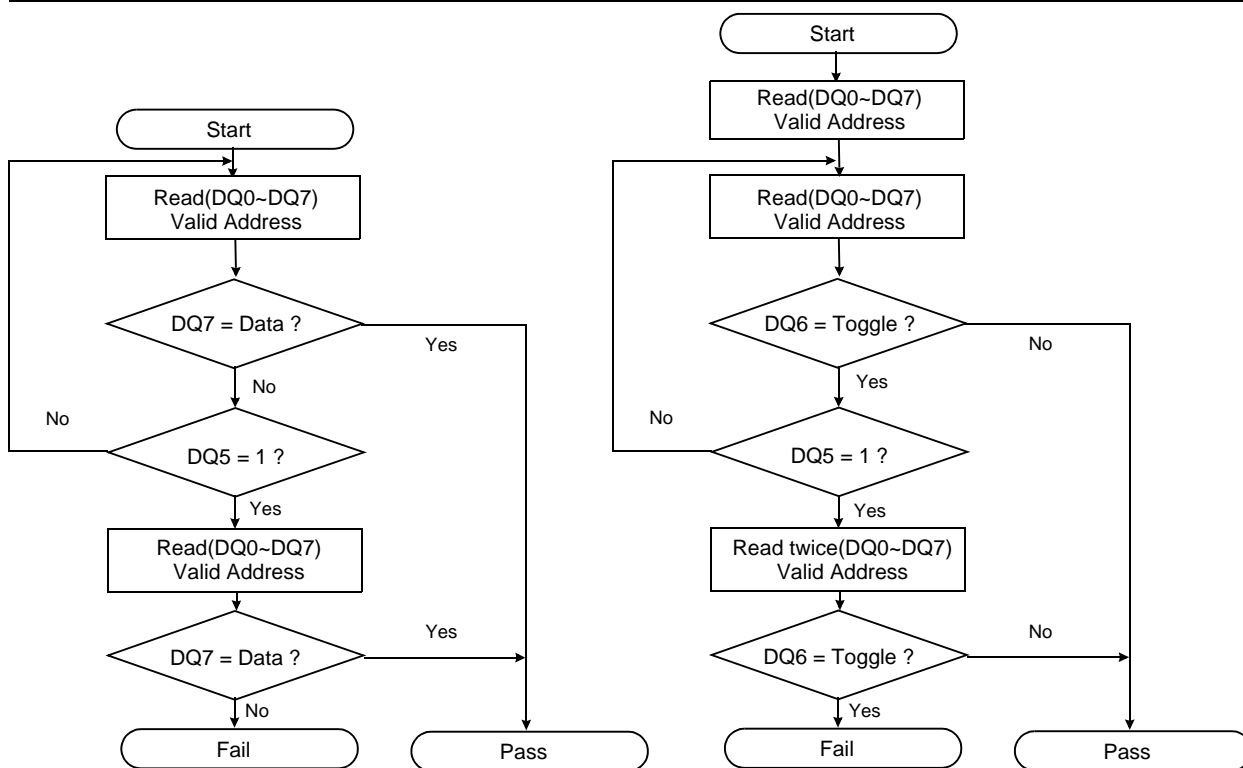 Start
Read(DQ0~DQ7)
Valid Address
DQ7 = Data ?
Yes
No
No
DQ5 = 1 ?
Yes
Read(DQ0~DQ7)
Valid Address
DQ7 = Data ?
Yes
No
Fail
Pass
Start
Read(DQ0~DQ7)
Valid Address
Read(DQ0~DQ7)
Valid Address
DQ6 = Toggle ?
No
Yes
No
DQ5 = 1 ?
Yes
Read twice(DQ0~DQ7)
Valid Address
DQ6 = Toggle ?
No
Yes
Fail
Pass